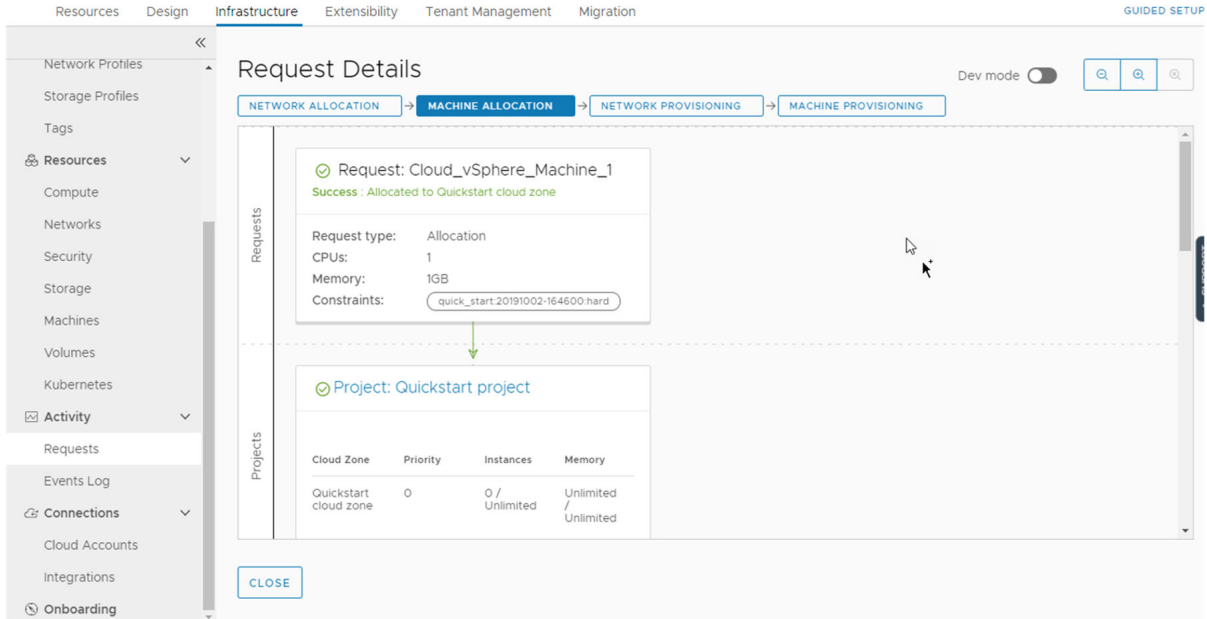 Resources Design Infrastructure Extensibility Tenant Management Migration GUIDED SETUP
Network Profiles
Storage Profiles
Tags
Resources
Compute
Networks
Security
Storage
Machines
Volumes
Kubernetes
Activity
Requests
Events Log
Connections
Cloud Accounts
Integrations
Onboarding
Request Details
Dev mode
NETWORK ALLOCATION MACHINE ALLOCATION NETWORK PROVISIONING MACHINE PROVISIONING
Requests
Request: Cloud_vSphere_Machine_1
Success : Allocated to Quickstart cloud zone
Request type: Allocation
CPUs: 1
Memory: 1GB
Constraints: quick_start:20191002-164600:hard
Projects
Project: Quickstart project
Cloud Zone Priority Instances Memory
Quickstart 0 0 / Unlimited
cloud zone Unlimited /
Unlimited
CLOSE